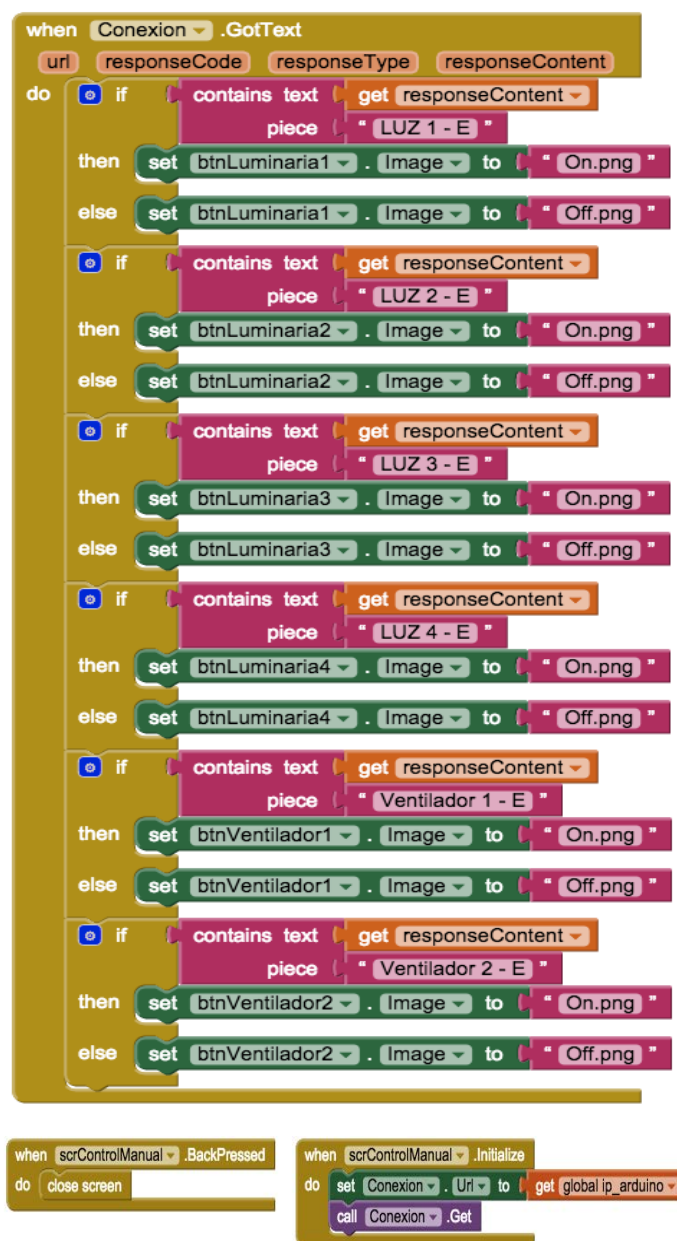 when Conexion .GotText
url responseCode responseType responseContent
do if contains text get responseContent
piece " LUZ 1 - E "
then set btnLuminaria1 . Image to " On.png "
else set btnLuminaria1 . Image to " Off.png "
if contains text get responseContent
piece " LUZ 2 - E "
then set btnLuminaria2 . Image to " On.png "
else set btnLuminaria2 . Image to " Off.png "
if contains text get responseContent
piece " LUZ 3 - E "
then set btnLuminaria3 . Image to " On.png "
else set btnLuminaria3 . Image to " Off.png "
if contains text get responseContent
piece " LUZ 4 - E "
then set btnLuminaria4 . Image to " On.png "
else set btnLuminaria4 . Image to " Off.png "
if contains text get responseContent
piece " Ventilador 1 - E "
then set btnVentilador1 . Image to " On.png "
else set btnVentilador1 . Image to " Off.png "
if contains text get responseContent
piece " Ventilador 2 - E "
then set btnVentilador2 . Image to " On.png "
else set btnVentilador2 . Image to " Off.png "
when scrControlManual .BackPressed
do close screen
when scrControlManual .Initialize
do set Conexion . Url to get global ip_arduino
call Conexion .Get